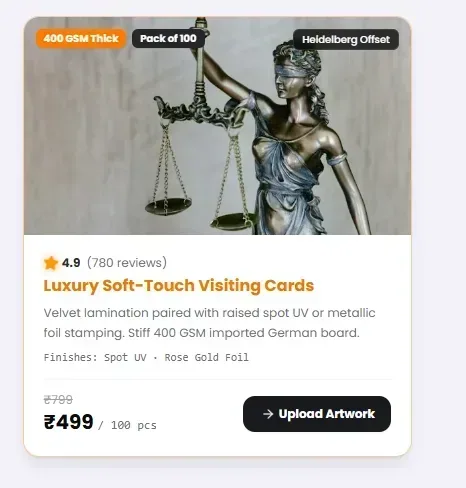 400 GSM Thick
Pack of 100
Heidelberg Offset
4.9 (780 reviews)
Luxury Soft-Touch Visiting Cards
Velvet lamination paired with raised spot UV or metallic
foil stamping. Stiff 400 GSM imported German board.
Finishes: Spot UV · Rose Gold Foil
₹799
₹499 / 100 pcs
→ Upload Artwork